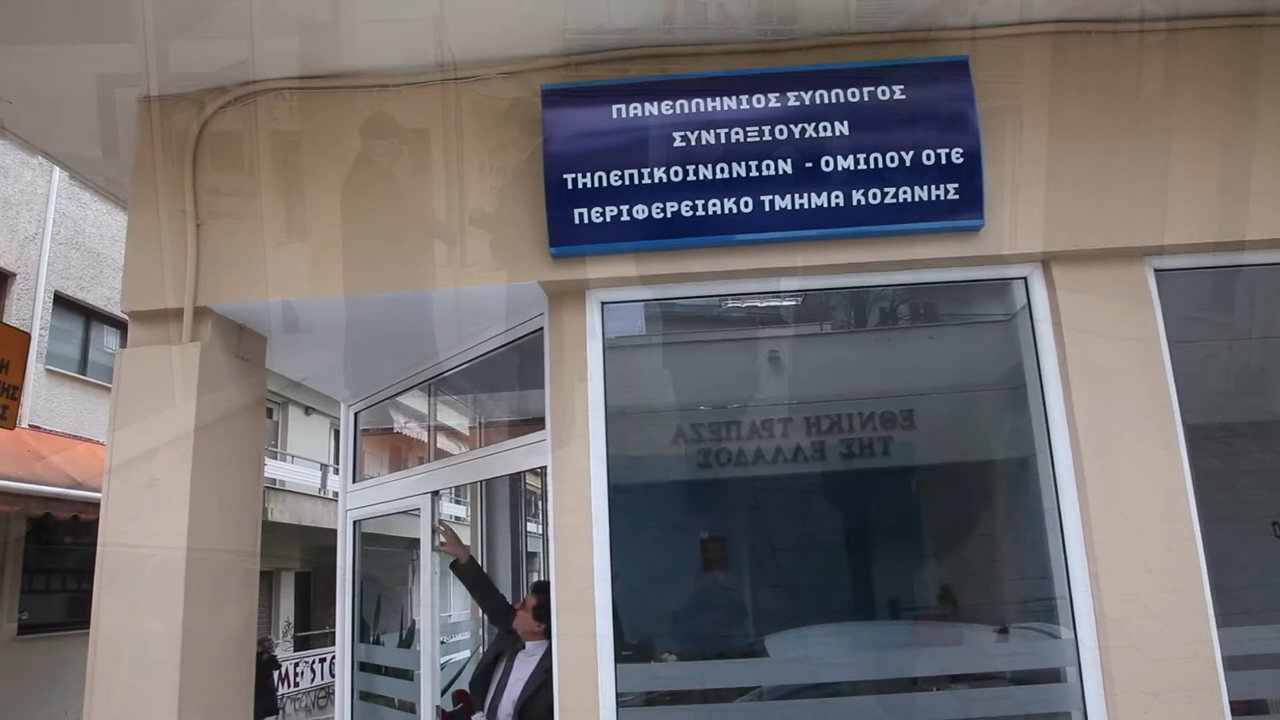 ΠΑΝΕΛΛΗΝΙΟΣ ΣΥΛΛΟΓΟΣ
ΣΥΝΤΑΞΙΟΥΧΩΝ
ΤΗΛΕΠΙΚΟΙΝΩΝΙΩΝ - ΟΜΙΛΟΥ ΟΤΕ
ΠΕΡΙΦΕΡΕΙΑΚΟ ΤΜΗΜΑ ΚΟΖΑΝΗΣ
ΕΘΝΙΚΗ ΤΡΑΠΕΖΑ
ΤΗΣ ΕΛΛΑΔΟΣ